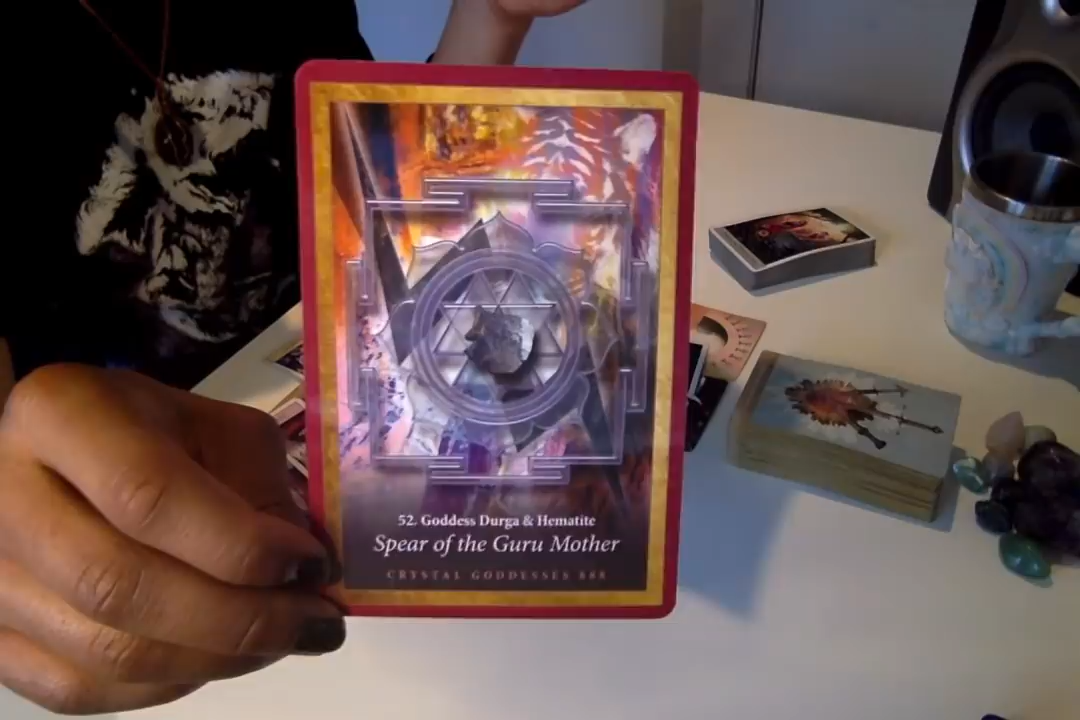 52. Goddess Durga & Hematite
Spear of the Guru Mother
CRYSTAL GODDESSES 888